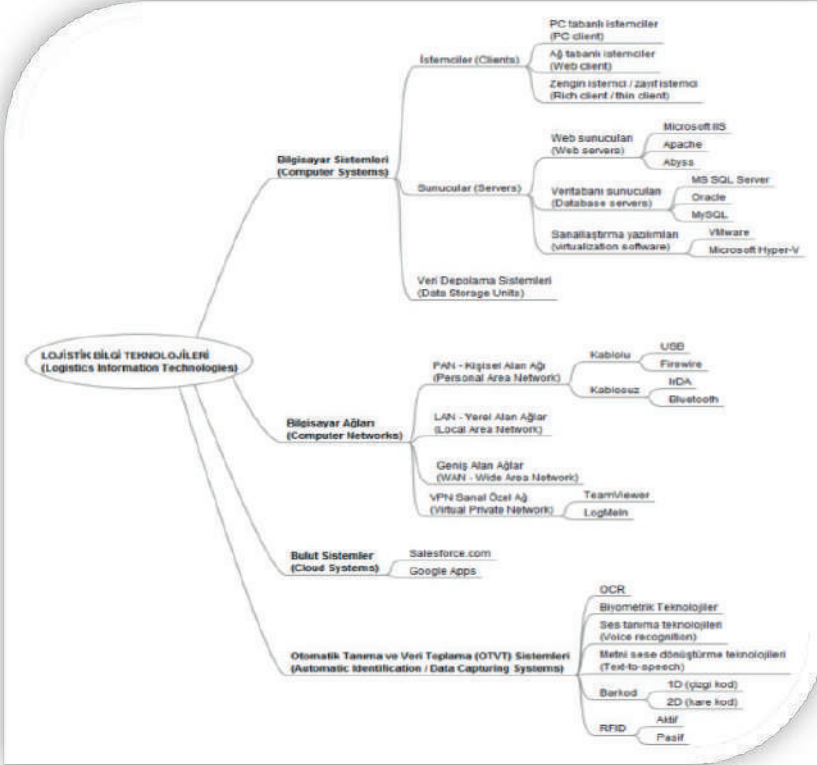 LOJİSTİK BİLGİ TEKNOLOJİLERİ
(Logistics Information Technologies)
Bilgisayar Sistemleri
(Computer Systems)
İstemciler (Clients)
PC tabanlı istemciler
(PC client)
Ağ tabanlı istemciler
(Web client)
Zengin istemci / zayıf istemci
(Rich client / thin client)
Sunucular (Servers)
Web sunucuları
(Web servers)
Microsoft IIS
Apache
Abyss
Veritabanı sunucuları
(Database servers)
MS SQL Server
Oracle
MySQL
Sanallaştırma yazılımları
(virtualization software)
VMware
Microsoft Hyper-V
Veri Depolama Sistemleri
(Data Storage Units)
Bilgisayar Ağları
(Computer Networks)
PAN - Kişisel Alan Ağı
(Personal Area Network)
Kablolu
USB
Firewire
Kablosuz
IrDA
Bluetooth
LAN - Yerel Alan Ağlar
(Local Area Network)
Geniş Alan Ağlar
(WAN - Wide Area Network)
VPN Sanal Özel Ağ
(Virtual Private Network)
TeamViewer
LogMeIn
Bulut Sistemler
(Cloud Systems)
Salesforce.com
Google Apps
Otomatik Tanıma ve Veri Toplama (OTVT) Sistemleri
(Automatic Identification / Data Capturing Systems)
OCR
Biyometrik Teknolojiler
Ses tanıma teknolojileri
(Voice recognition)
Metni sese dönüştürme teknolojileri
(Text-to-speech)
Barkod
1D (çizgi kod)
2D (kare kod)
RFID
Aktif
Pasif